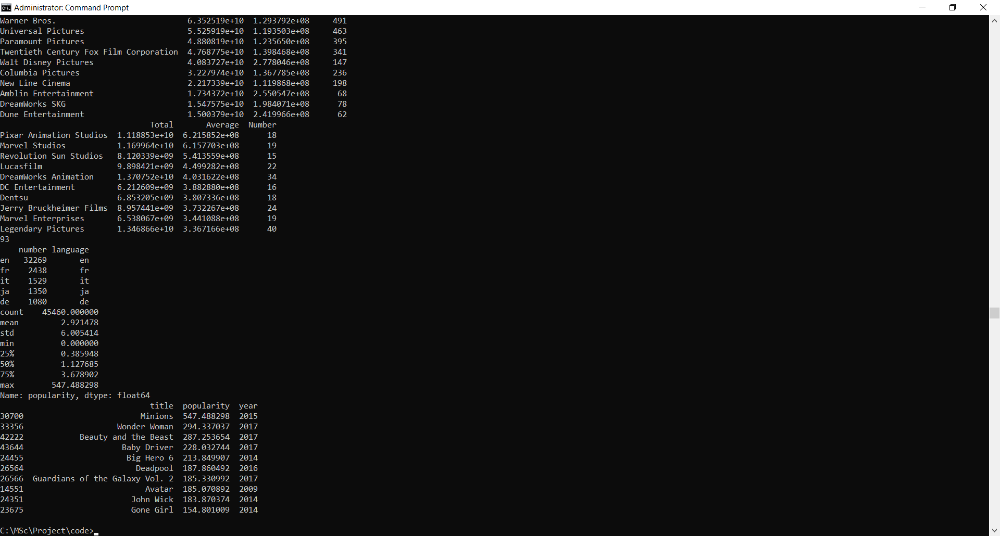 Administrator: Command Prompt
Warner Bros. 6.352519e+10 1.293792e+08 491
Universal Pictures 5.525919e+10 1.193503e+08 463
Paramount Pictures 4.880819e+10 1.235650e+08 395
Twentieth Century Fox Film Corporation 4.768775e+10 1.398468e+08 341
Walt Disney Pictures 4.083727e+10 2.778046e+08 147
Columbia Pictures 3.227974e+10 1.367785e+08 236
New Line Cinema 2.217339e+10 1.119868e+08 198
Amblin Entertainment 1.734372e+10 2.550547e+08 68
DreamWorks SKG 1.547575e+10 1.984071e+08 78
Dune Entertainment 1.500379e+10 2.419966e+08 62
Total Average Number
Pixar Animation Studios 1.118853e+10 6.215852e+08 18
Marvel Studios 1.169964e+10 6.157703e+08 19
Revolution Sun Studios 8.120339e+09 5.413559e+08 15
Lucasfilm 9.898421e+09 4.499282e+08 22
DreamWorks Animation 1.370752e+10 4.031622e+08 34
DC Entertainment 6.212609e+09 3.882880e+08 16
Dentsu 6.853205e+09 3.807336e+08 18
Jerry Bruckheimer Films 8.957441e+09 3.732267e+08 24
Marvel Enterprises 6.538067e+09 3.441088e+08 19
Legendary Pictures 1.346866e+10 3.367166e+08 40
93
number language
en 32269 en
fr 2438 fr
it 1529 it
ja 1350 ja
de 1080 de
count 45460.000000
mean 2.921478
std 6.005414
min 0.000000
25% 0.385948
50% 1.127685
75% 3.678902
max 547.488298
Name: popularity, dtype: float64
title popularity year
30700 Minions 547.488298 2015
33356 Wonder Woman 294.337037 2017
42222 Beauty and the Beast 287.253654 2017
43644 Baby Driver 228.032744 2017
24455 Big Hero 6 213.849907 2014
26564 Deadpool 187.860492 2016
26566 Guardians of the Galaxy Vol. 2 185.330992 2017
14551 Avatar 185.070892 2009
24351 John Wick 183.870374 2014
23675 Gone Girl 154.801009 2014
C:\MSc\Project\code>